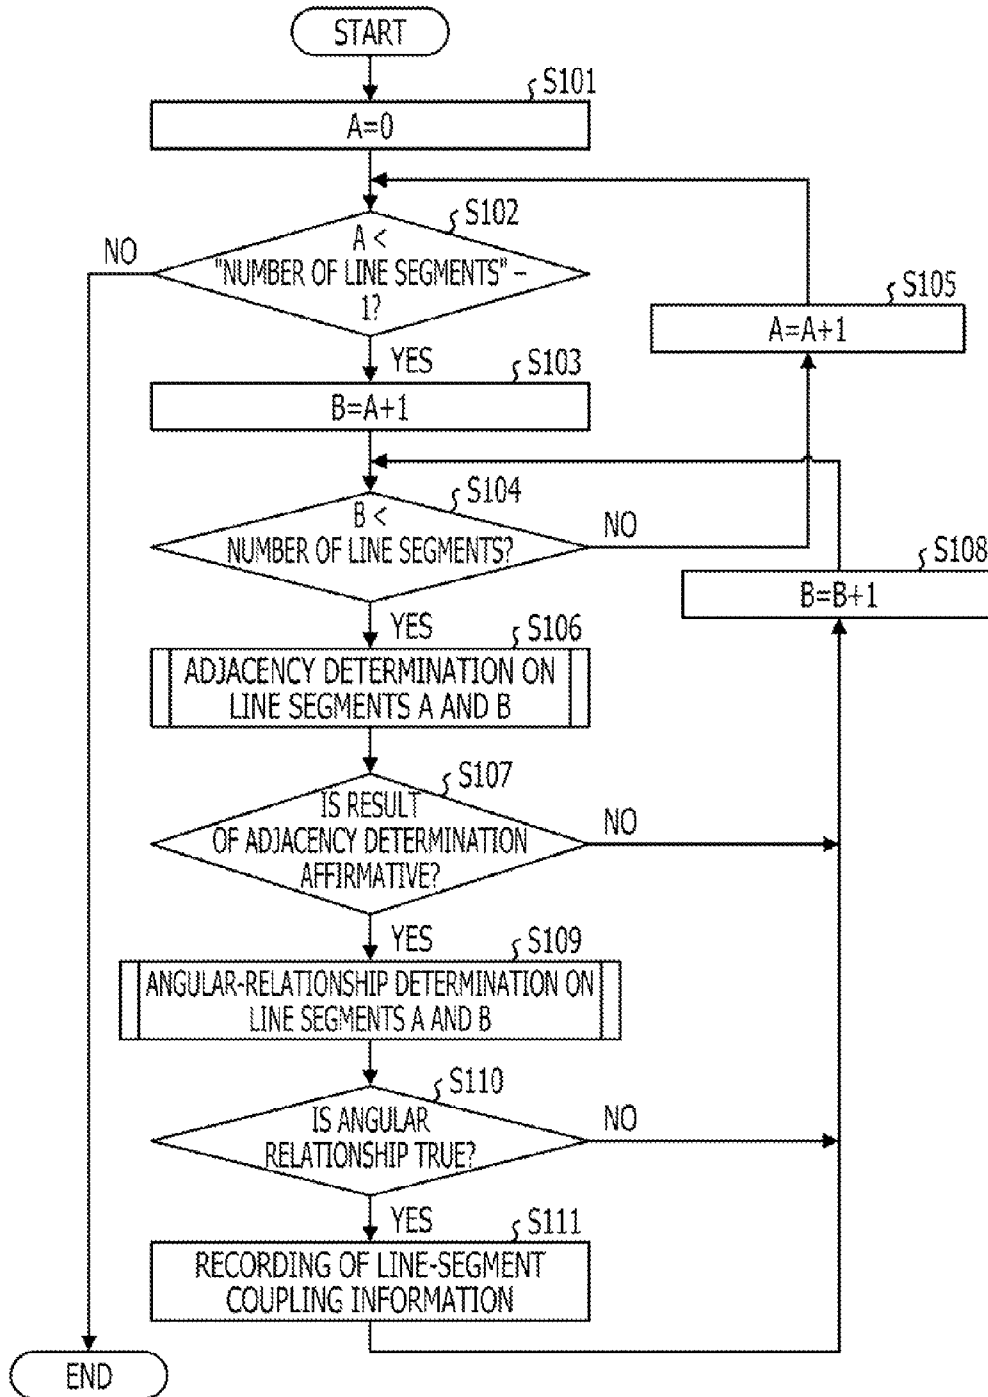 START
S101
A=0
S102
A <
"NUMBER OF LINE SEGMENTS" –
1?
NO
YES
S105
A=A+1
S103
B=A+1
S104
B <
NUMBER OF LINE SEGMENTS?
NO
YES
S108
B=B+1
S106
ADJACENCY DETERMINATION ON
LINE SEGMENTS A AND B
S107
IS RESULT
OF ADJACENCY DETERMINATION
AFFIRMATIVE?
NO
YES
S109
ANGULAR-RELATIONSHIP DETERMINATION ON
LINE SEGMENTS A AND B
S110
IS ANGULAR
RELATIONSHIP TRUE?
NO
YES
S111
RECORDING OF LINE-SEGMENT
COUPLING INFORMATION
END